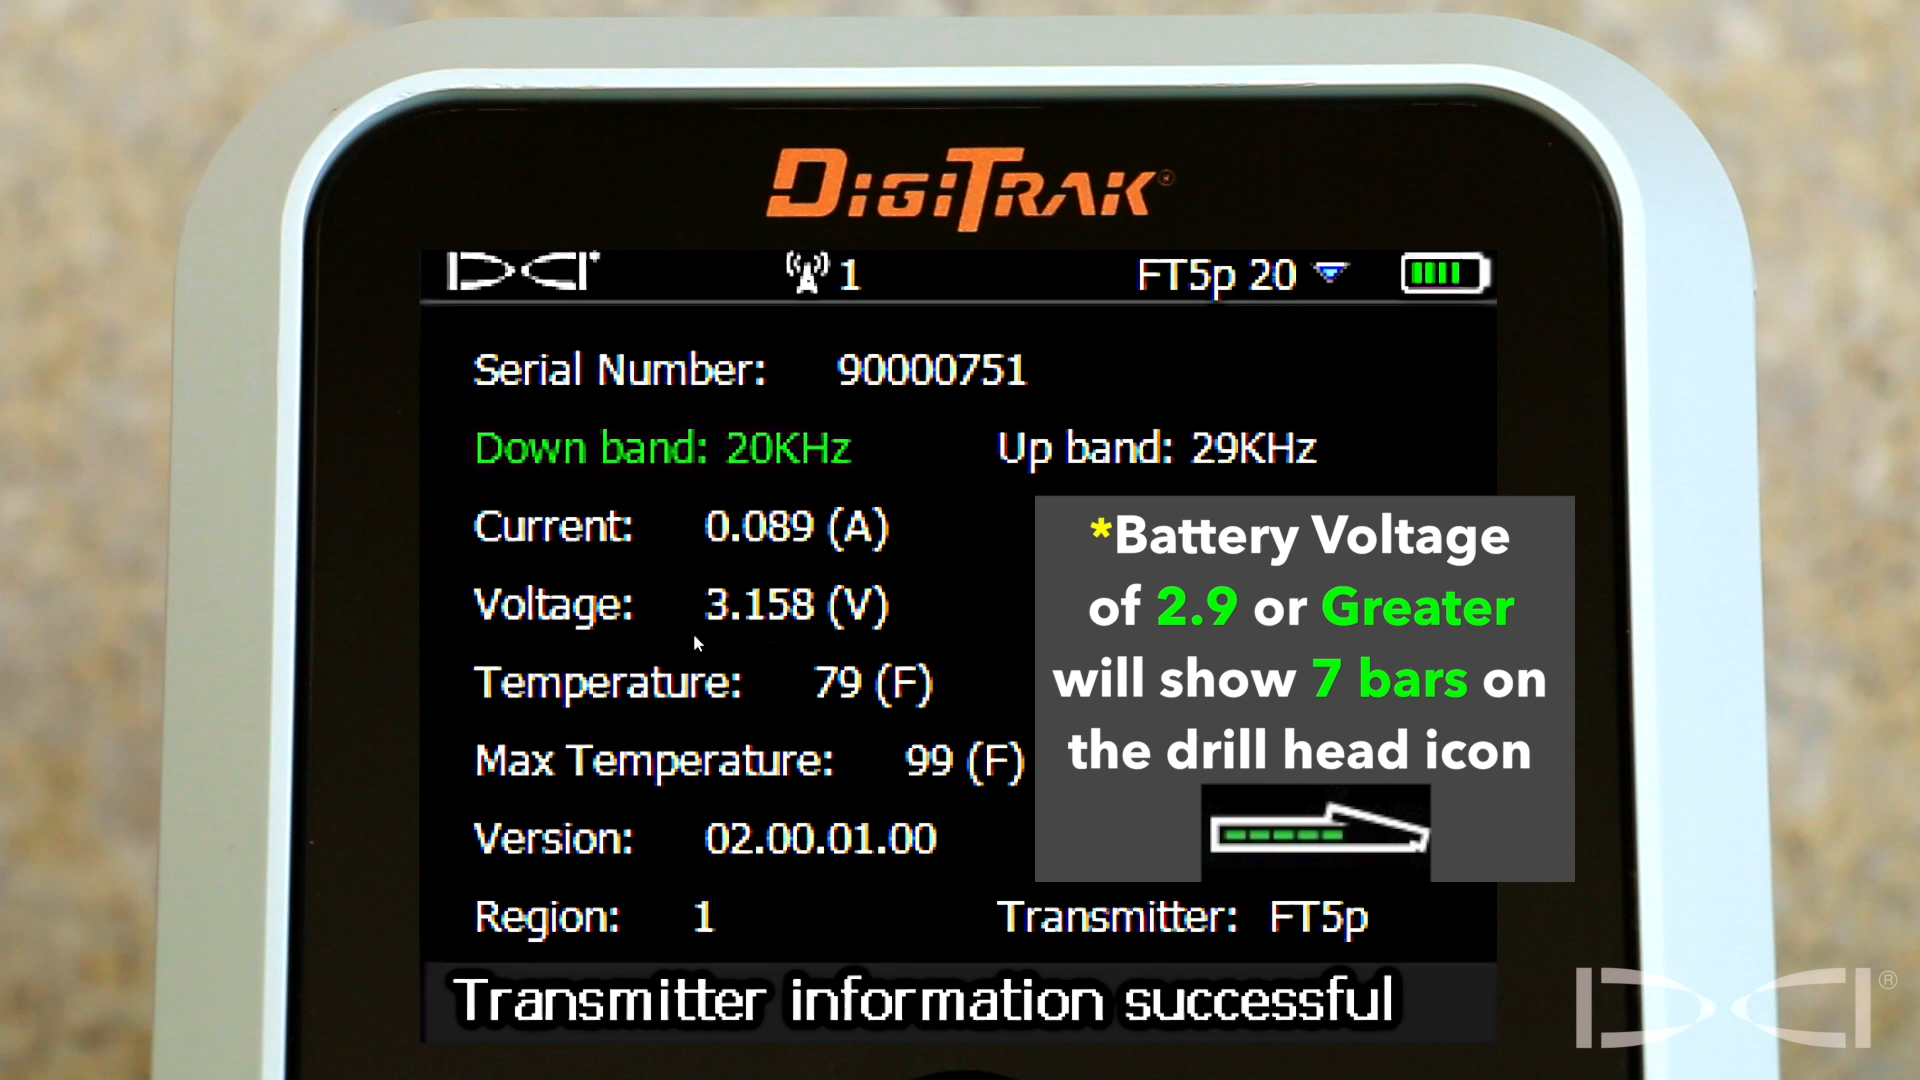 DIGITRAK®
DCI 1 FT5p 20
Serial Number: 90000751
Down band: 20KHz Up band: 29KHz
Current: 0.089 (A)
Voltage: 3.158 (V)
Temperature: 79 (F)
Max Temperature: 99 (F)
Version: 02.00.01.00
Region: 1 Transmitter: FT5p
Transmitter information successful
*Battery Voltage
of 2.9 or Greater
will show 7 bars on
the drill head icon
DCI®